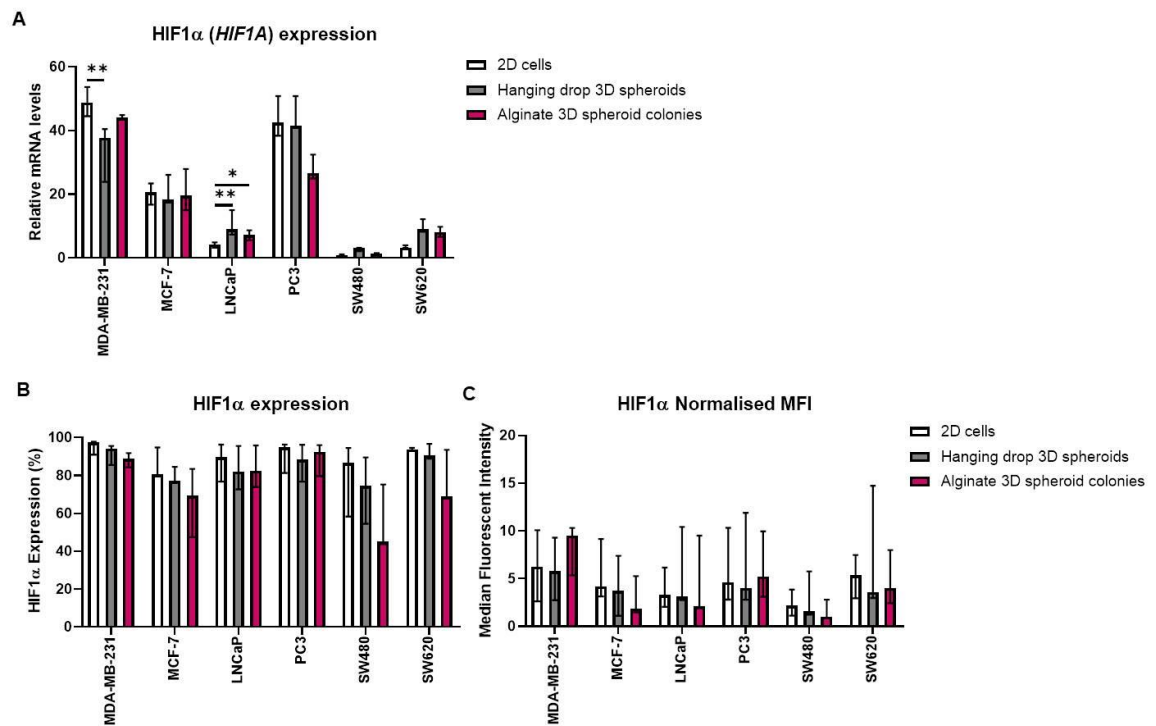 A
HIF1α (HIF1A) expression
Relative mRNA levels
60
40
20
0
**
*
**
MDA-MB-231
MCF-7
LNCaP
PC3
SW480
SW620
2D cells
Hanging drop 3D spheroids
Alginate 3D spheroid colonies
B
HIF1α expression
HIF1α Expression (%)
100
80
60
40
20
0
MDA-MB-231
MCF-7
LNCaP
PC3
SW480
SW620
C
HIF1α Normalised MFI
Median Fluorescent Intensity
20
15
10
5
0
MDA-MB-231
MCF-7
LNCaP
PC3
SW480
SW620
2D cells
Hanging drop 3D spheroids
Alginate 3D spheroid colonies